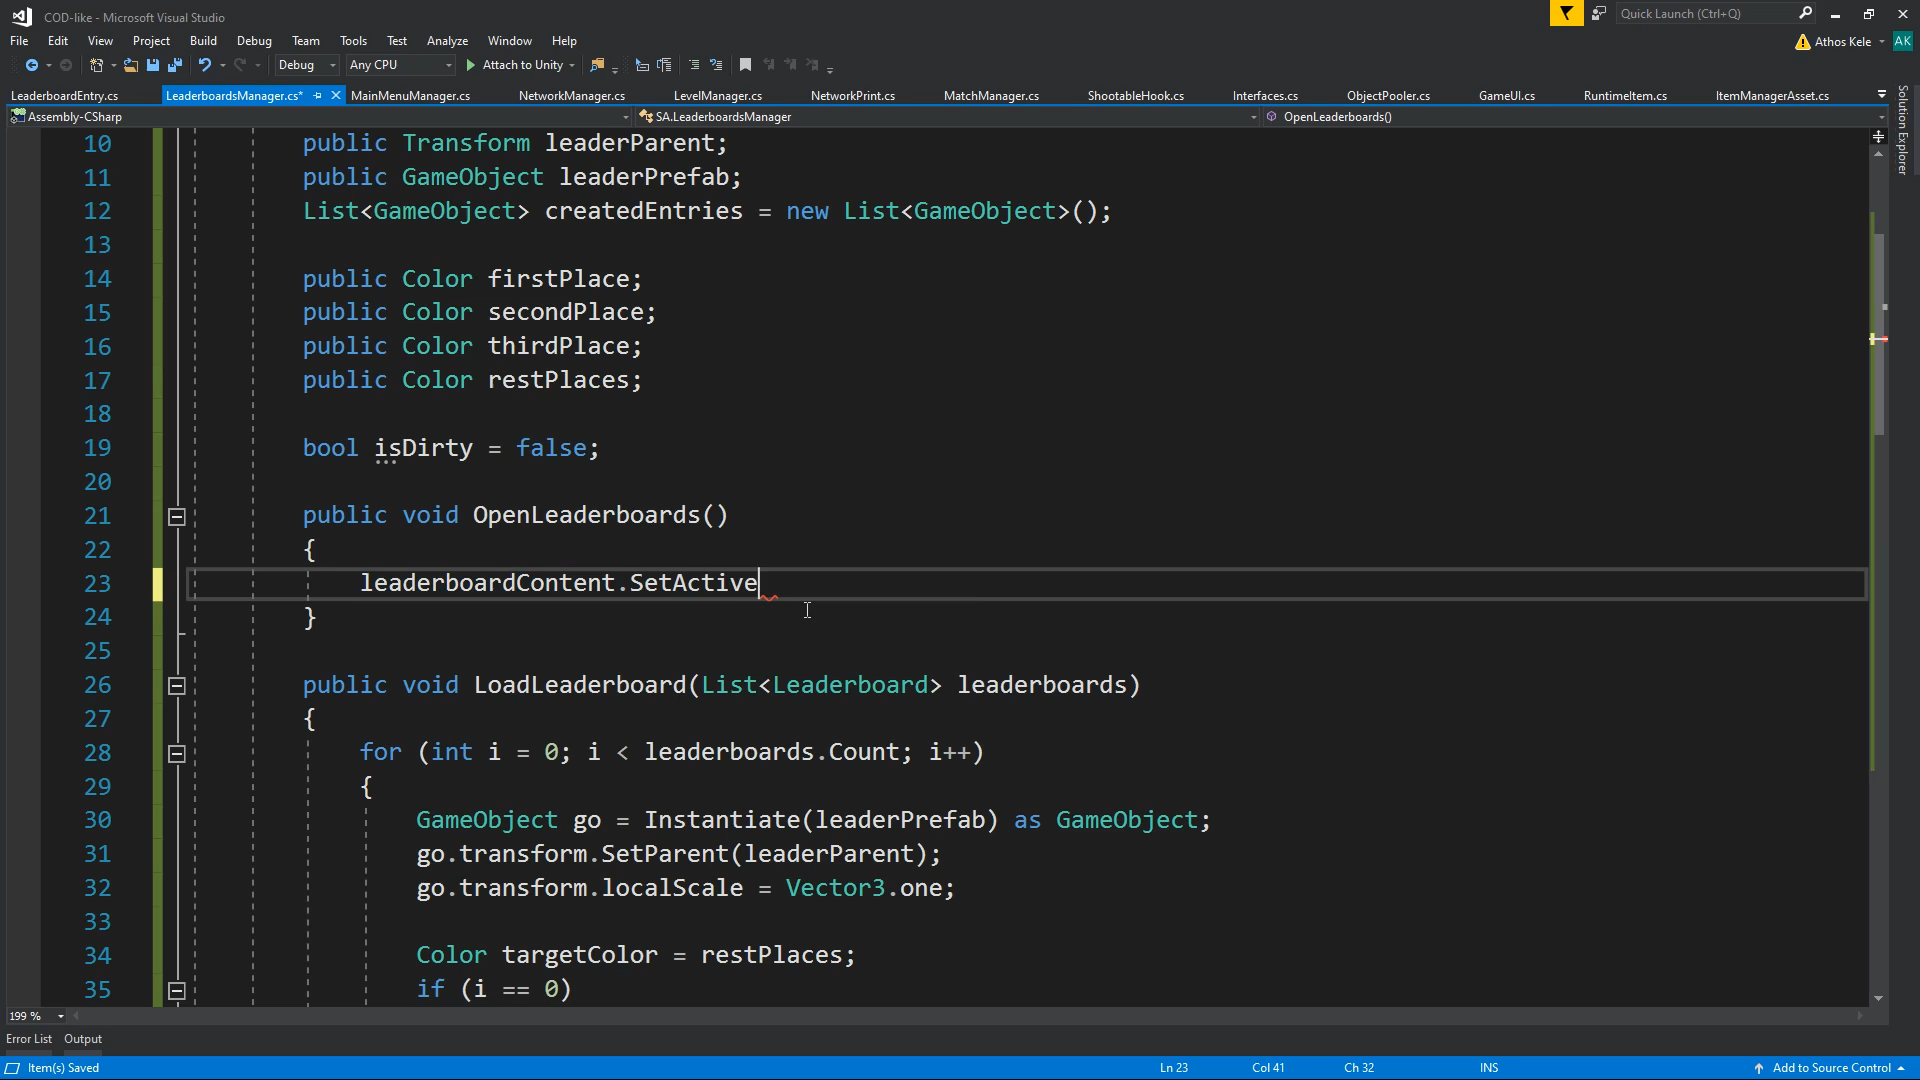 COD-like - Microsoft Visual Studio
Quick Launch (Ctrl+Q)
File Edit View Project Build Debug Team Tools Test Analyze Window Help
Athos Kele AK
Debug Any CPU Attach to Unity
LeaderboardEntry.cs LeaderboardsManager.cs* MainMenuManager.cs NetworkManager.cs LevelManager.cs NetworkPrint.cs MatchManager.cs ShootableHook.cs Interfaces.cs ObjectPooler.cs GameUI.cs RuntimeItem.cs ItemManagerAsset.cs
Solution Explorer
Assembly-CSharp SA.LeaderboardsManager OpenLeaderboards()
10 public Transform leaderParent;
11 public GameObject leaderPrefab;
12 List<GameObject> createdEntries = new List<GameObject>();
13
14 public Color firstPlace;
15 public Color secondPlace;
16 public Color thirdPlace;
17 public Color restPlaces;
18
19 bool isDirty = false;
20
21 public void OpenLeaderboards()
22 {
23 leaderboardContent.SetActive
24 }
25
26 public void LoadLeaderboard(List<Leaderboard> leaderboards)
27 {
28 for (int i = 0; i < leaderboards.Count; i++)
29 {
30 GameObject go = Instantiate(leaderPrefab) as GameObject;
31 go.transform.SetParent(leaderParent);
32 go.transform.localScale = Vector3.one;
33
34 Color targetColor = restPlaces;
35 if (i == 0)
199 %
Error List Output
Item(s) Saved Ln 23 Col 41 Ch 32 INS Add to Source Control